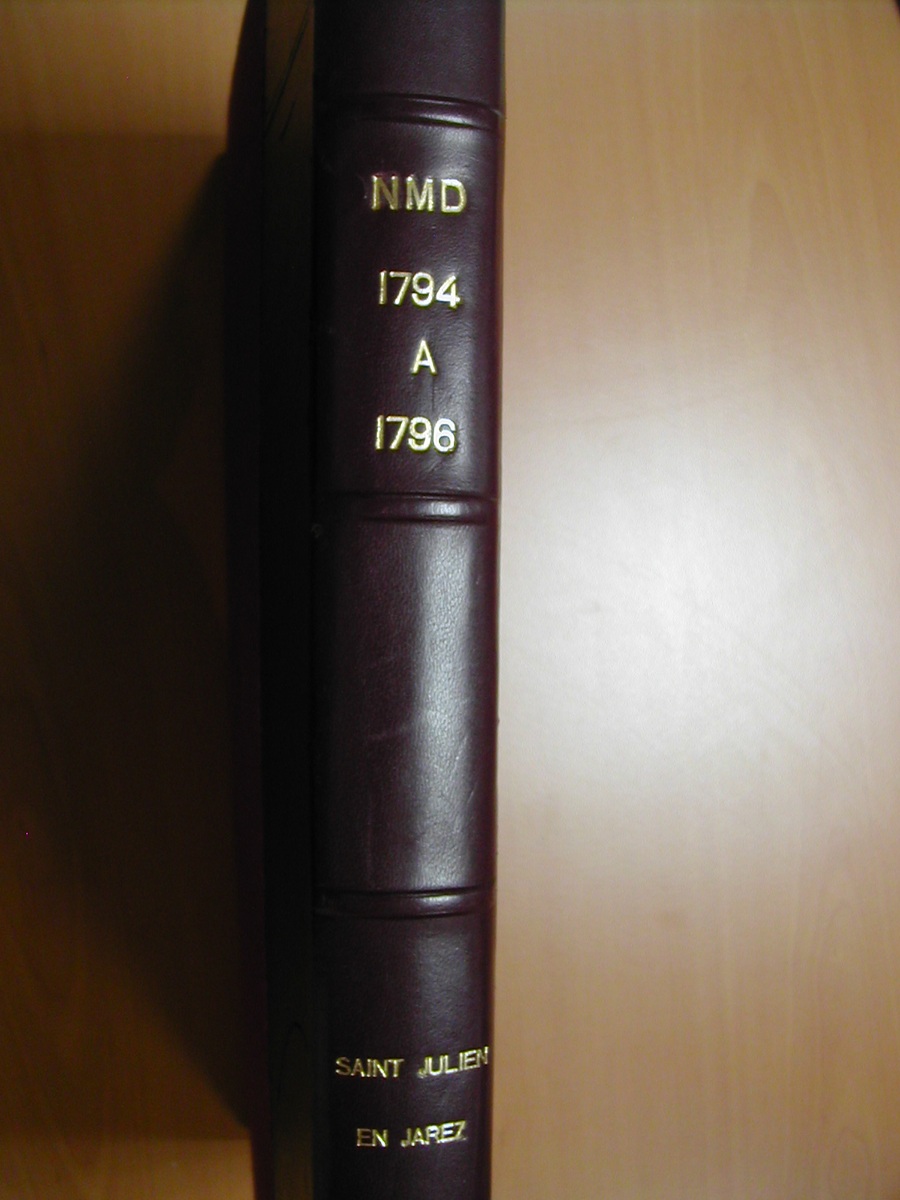 NMD
1794
A
1796
SAINT JULIEN
EN JAREZ